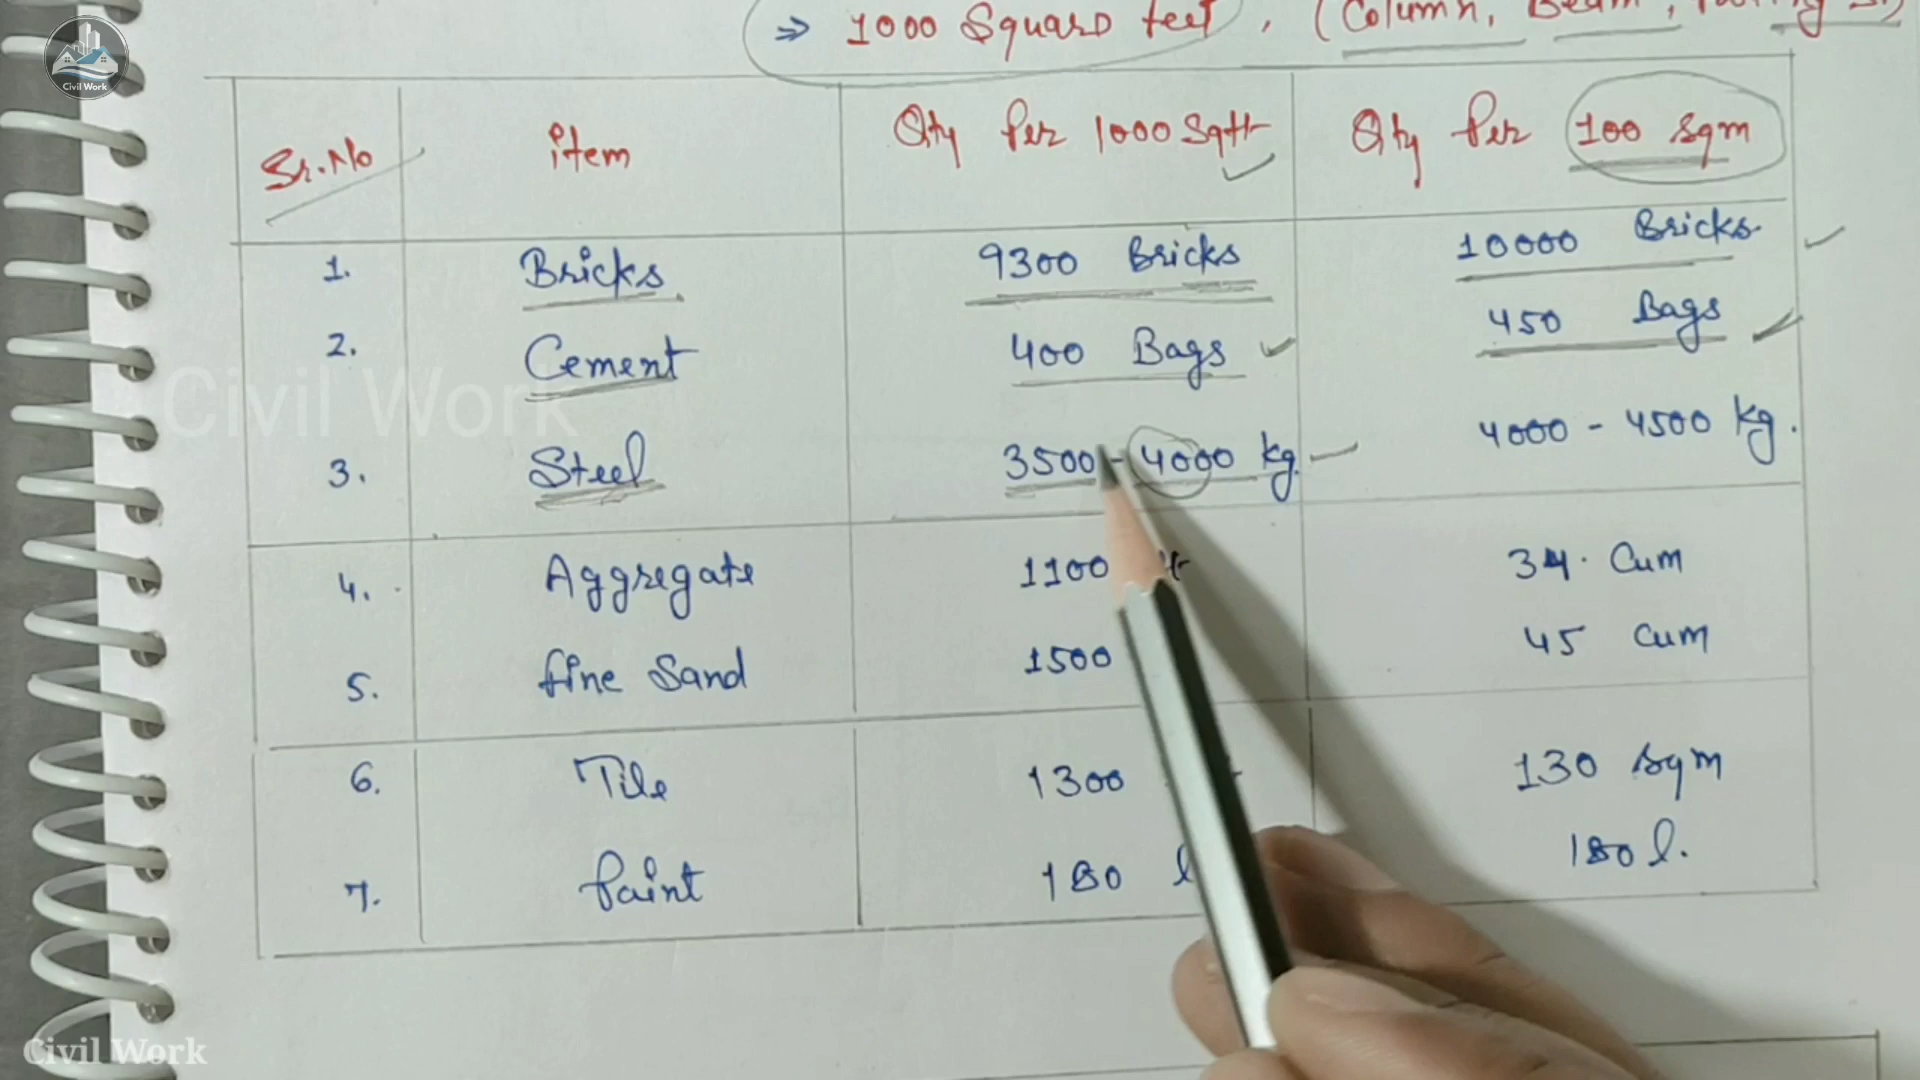 ⇒ 1000 Square feet, (Column, Beam,
Sr.No item Qty Per 1000 Sqft Qty Per 100 sqm
1. Bricks 9300 Bricks 10000 Bricks
2. Cement 400 Bags 450 Bags
3. Steel 3500-4000 kg. 4000-4500 kg.
4. Aggregate 1100 34. Cum
5. fine Sand 1500 45 Cum
6. Tile 1300 130 sqm
7. Paint 180 l 180 l.
Civil Work
Civil Work
Civil Work